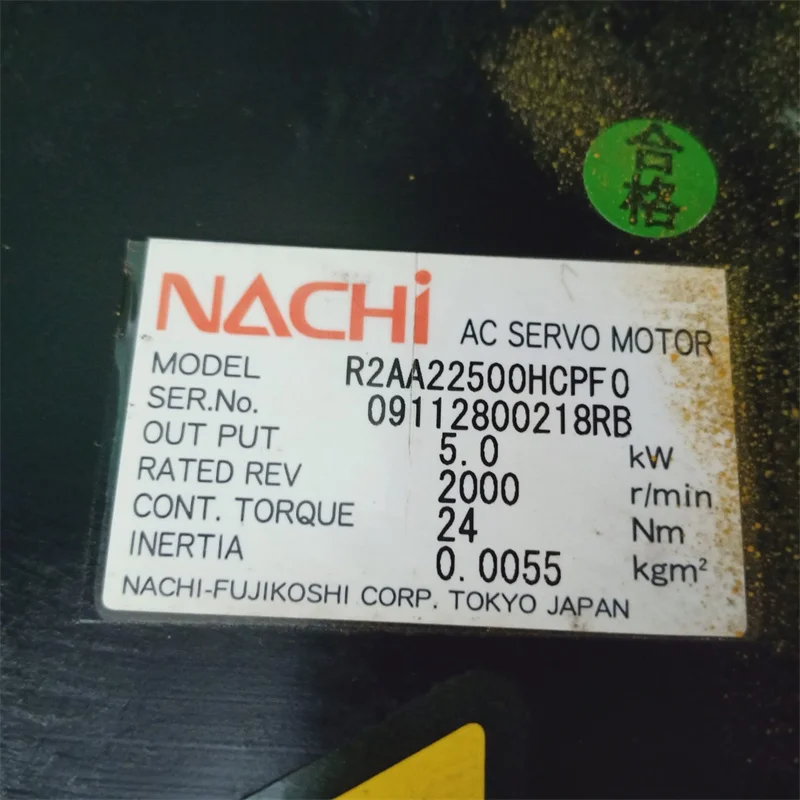 合格
NACHi
AC SERVO MOTOR
MODEL R2AA22500HCPF0
SER.No. 09112800218RB
OUT PUT 5.0 kW
RATED REV 2000 r/min
CONT. TORQUE 24 Nm
INERTIA 0.0055 kgm²
NACHI-FUJIKOSHI CORP. TOKYO JAPAN